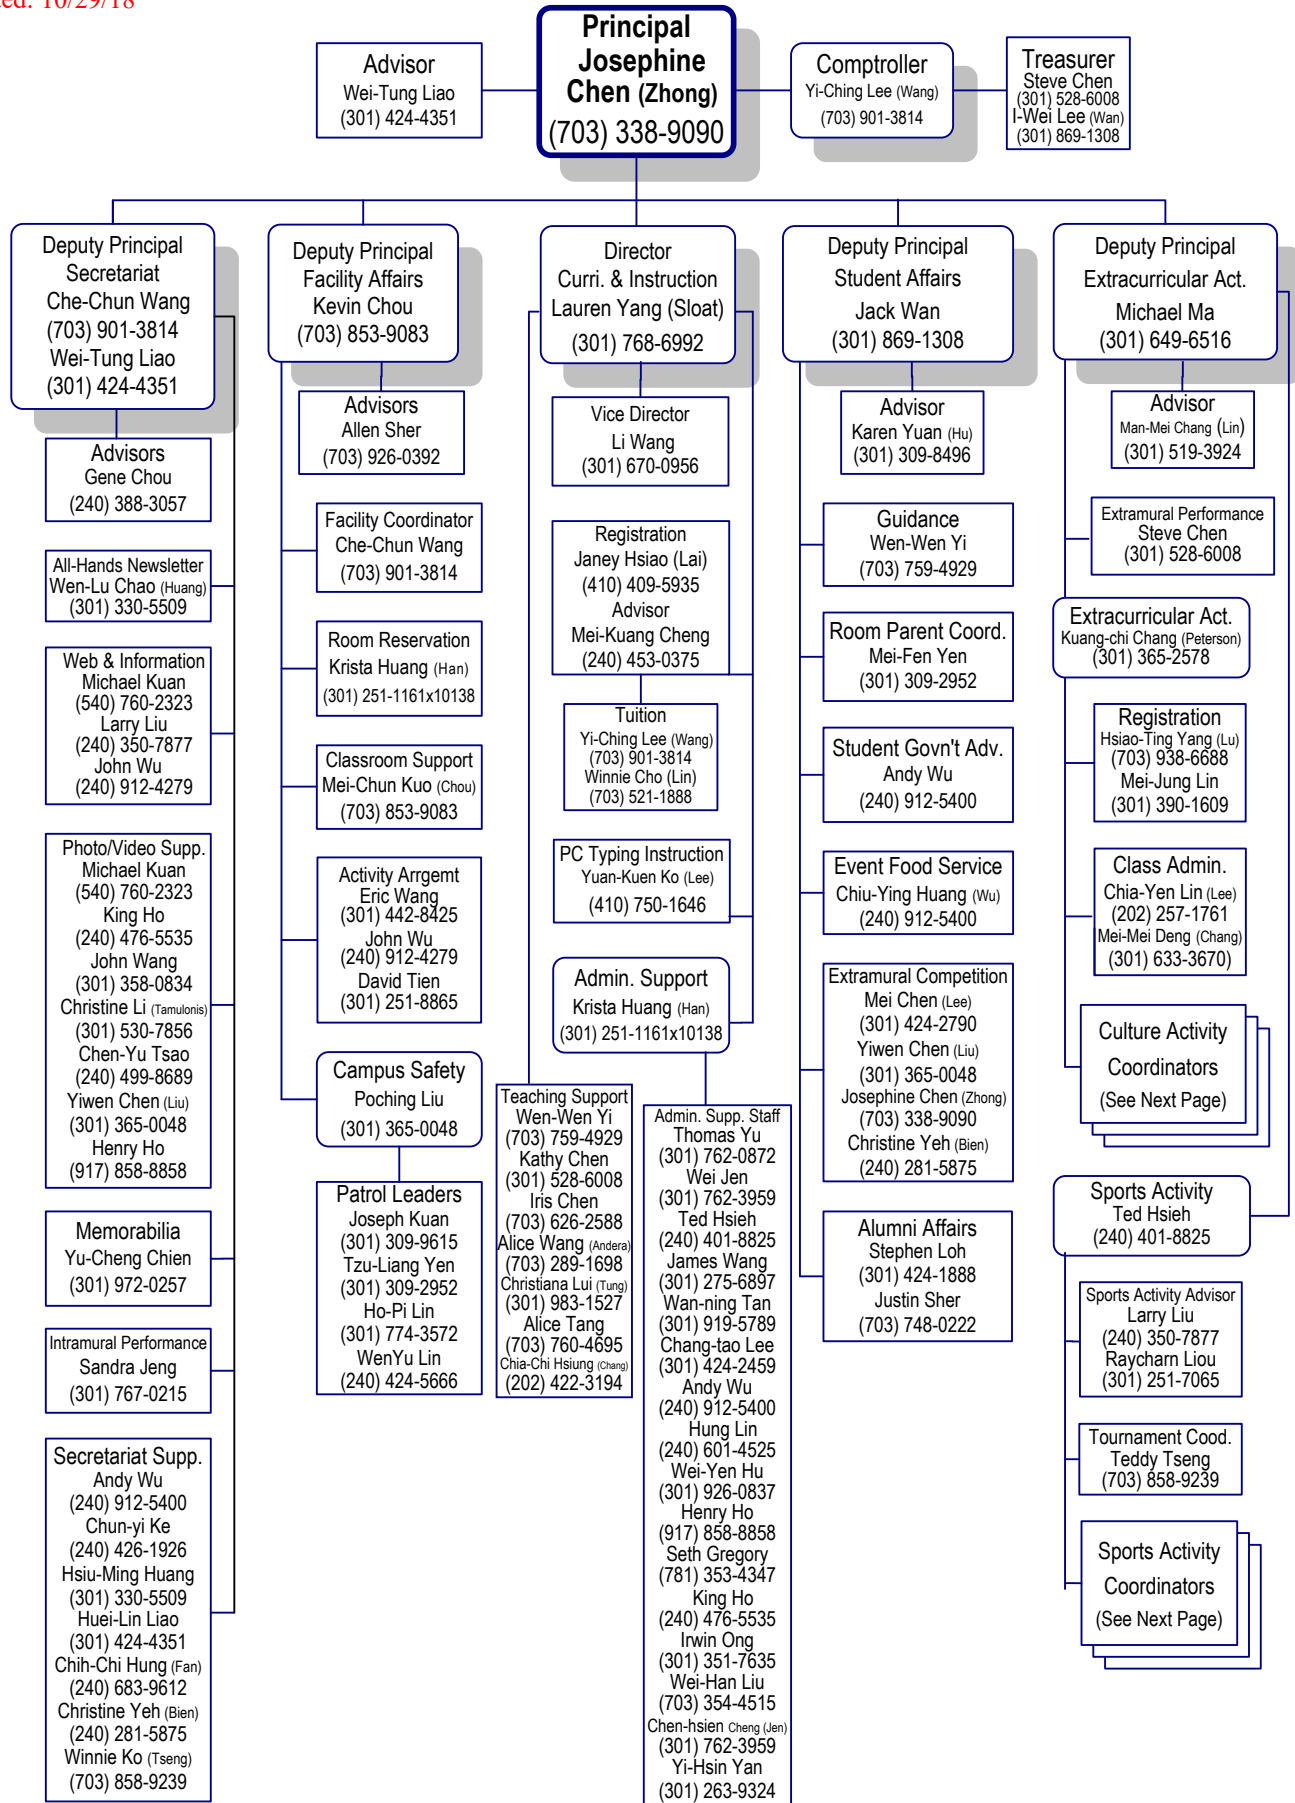 ed: 10/29/18
Principal
Josephine
Chen (Zhong)
(703) 338-9090
Advisor
Wei-Tung Liao
(301) 424-4351
Comptroller
Yi-Ching Lee (Wang)
(703) 901-3814
Treasurer
Steve Chen
(301) 528-6008
I-Wei Lee (Wan)
(301) 869-1308
Deputy Principal
Secretariat
Che-Chun Wang
(703) 901-3814
Wei-Tung Liao
(301) 424-4351
Advisors
Gene Chou
(240) 388-3057
All-Hands Newsletter
Wen-Lu Chao (Huang)
(301) 330-5509
Web & Information
Michael Kuan
(540) 760-2323
Larry Liu
(240) 350-7877
John Wu
(240) 912-4279
Photo/Video Supp.
Michael Kuan
(540) 760-2323
King Ho
(240) 476-5535
John Wang
(301) 358-0834
Christine Li (Tamulonis)
(301) 530-7856
Chen-Yu Tsao
(240) 499-8689
Yiwen Chen (Liu)
(301) 365-0048
Henry Ho
(917) 858-8858
Memorabilia
Yu-Cheng Chien
(301) 972-0257
Intramural Performance
Sandra Jeng
(301) 767-0215
Secretariat Supp.
Andy Wu
(240) 912-5400
Chun-yi Ke
(240) 426-1926
Hsiu-Ming Huang
(301) 330-5509
Huei-Lin Liao
(301) 424-4351
Chih-Chi Hung (Fan)
(240) 683-9612
Christine Yeh (Bien)
(240) 281-5875
Winnie Ko (Tseng)
(703) 858-9239
Deputy Principal
Facility Affairs
Kevin Chou
(703) 853-9083
Advisors
Allen Sher
(703) 926-0392
Facility Coordinator
Che-Chun Wang
(703) 901-3814
Room Reservation
Krista Huang (Han)
(301) 251-1161x10138
Classroom Support
Mei-Chun Kuo (Chou)
(703) 853-9083
Activity Arrgemt
Eric Wang
(301) 442-8425
John Wu
(240) 912-4279
David Tien
(301) 251-8865
Campus Safety
Poching Liu
(301) 365-0048
Patrol Leaders
Joseph Kuan
(301) 309-9615
Tzu-Liang Yen
(301) 309-2952
Ho-Pi Lin
(301) 774-3572
WenYu Lin
(240) 424-5666
Director
Curri. & Instruction
Lauren Yang (Sloat)
(301) 768-6992
Vice Director
Li Wang
(301) 670-0956
Registration
Janey Hsiao (Lai)
(410) 409-5935
Advisor
Mei-Kuang Cheng
(240) 453-0375
Tuition
Yi-Ching Lee (Wang)
(703) 901-3814
Winnie Cho (Lin)
(703) 521-1888
PC Typing Instruction
Yuan-Kuen Ko (Lee)
(410) 750-1646
Admin. Support
Krista Huang (Han)
(301) 251-1161x10138
Teaching Support
Wen-Wen Yi
(703) 759-4929
Kathy Chen
(301) 528-6008
Iris Chen
(703) 626-2588
Alice Wang (Andera)
(703) 289-1698
Christiana Lui (Tung)
(301) 983-1527
Alice Tang
(703) 760-4695
Chia-Chi Hsiung (Chang)
(202) 422-3194
Admin. Supp. Staff
Thomas Yu
(301) 762-0872
Wei Jen
(301) 762-3959
Ted Hsieh
(240) 401-8825
James Wang
(301) 275-6897
Wan-ning Tan
(301) 919-5789
Chang-tao Lee
(301) 424-2459
Andy Wu
(240) 912-5400
Hung Lin
(240) 601-4525
Wei-Yen Hu
(301) 926-0837
Henry Ho
(917) 858-8858
Seth Gregory
(781) 353-4347
King Ho
(240) 476-5535
Irwin Ong
(301) 351-7635
Wei-Han Liu
(703) 354-4515
Chen-hsien Cheng (Jen)
(301) 762-3959
Yi-Hsin Yan
(301) 263-9324
Deputy Principal
Student Affairs
Jack Wan
(301) 869-1308
Advisor
Karen Yuan (Hu)
(301) 309-8496
Guidance
Wen-Wen Yi
(703) 759-4929
Room Parent Coord.
Mei-Fen Yen
(301) 309-2952
Student Govn't Adv.
Andy Wu
(240) 912-5400
Event Food Service
Chiu-Ying Huang (Wu)
(240) 912-5400
Extramural Competition
Mei Chen (Lee)
(301) 424-2790
Yiwen Chen (Liu)
(301) 365-0048
Josephine Chen (Zhong)
(703) 338-9090
Christine Yeh (Bien)
(240) 281-5875
Alumni Affairs
Stephen Loh
(301) 424-1888
Justin Sher
(703) 748-0222
Deputy Principal
Extracurricular Act.
Michael Ma
(301) 649-6516
Advisor
Man-Mei Chang (Lin)
(301) 519-3924
Extramural Performance
Steve Chen
(301) 528-6008
Extracurricular Act.
Kuang-chi Chang (Peterson)
(301) 365-2578
Registration
Hsiao-Ting Yang (Lu)
(703) 938-6688
Mei-Jung Lin
(301) 390-1609
Class Admin.
Chia-Yen Lin (Lee)
(202) 257-1761
Mei-Mei Deng (Chang)
(301) 633-3670)
Culture Activity
Coordinators
(See Next Page)
Sports Activity
Ted Hsieh
(240) 401-8825
Sports Activity Advisor
Larry Liu
(240) 350-7877
Raycharn Liou
(301) 251-7065
Tournament Cood.
Teddy Tseng
(703) 858-9239
Sports Activity
Coordinators
(See Next Page)